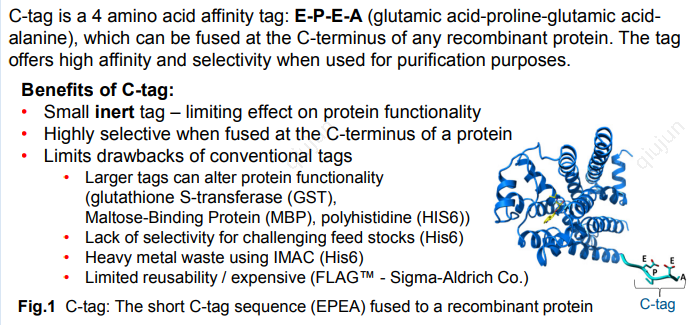 C-tag is a 4 amino acid affinity tag: E-P-E-A (glutamic acid-proline-glutamic acid-
alanine), which can be fused at the C-terminus of any recombinant protein. The tag
offers high affinity and selectivity when used for purification purposes.
Benefits of C-tag:
• Small inert tag – limiting effect on protein functionality
• Highly selective when fused at the C-terminus of a protein
• Limits drawbacks of conventional tags
• Larger tags can alter protein functionality
(glutathione S-transferase (GST),
Maltose-Binding Protein (MBP), polyhistidine (HIS6))
• Lack of selectivity for challenging feed stocks (His6)
• Heavy metal waste using IMAC (His6)
• Limited reusability / expensive (FLAG™ - Sigma-Aldrich Co.)
E P E A
C-tag
Fig.1 C-tag: The short C-tag sequence (EPEA) fused to a recombinant protein
qiujun